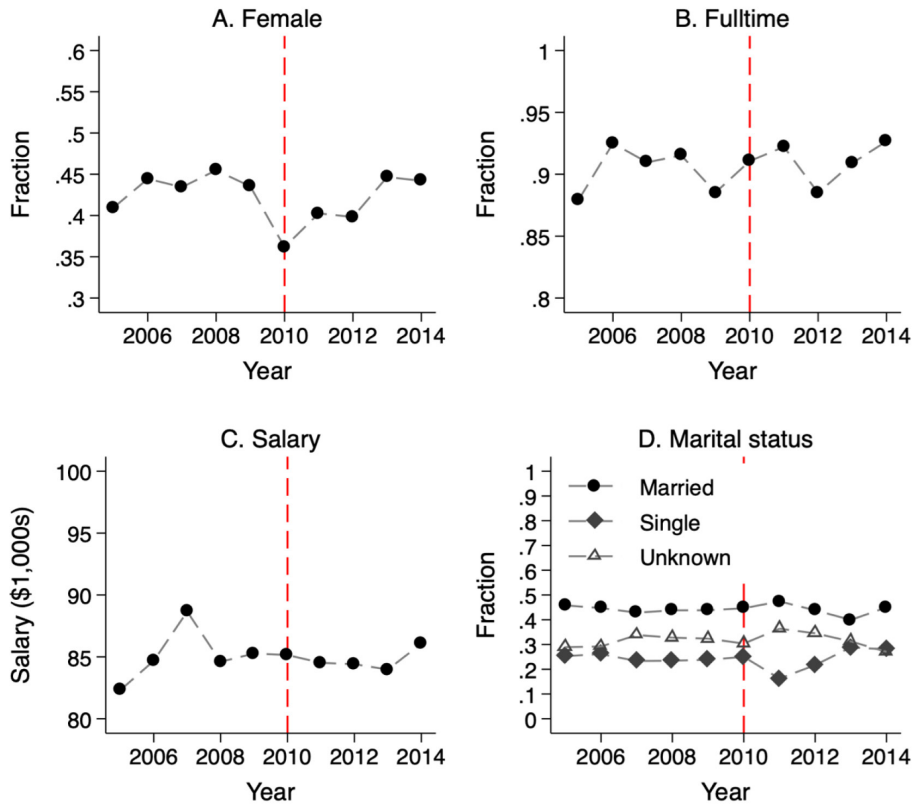 A. Female
.6
.55
.5
.45
.4
.35
.3
Fraction
2006 2008 2010 2012 2014
Year
B. Fulltime
1
.95
.9
.85
.8
Fraction
2006 2008 2010 2012 2014
Year
C. Salary
100
95
90
85
80
Salary ($1,000s)
2006 2008 2010 2012 2014
Year
D. Marital status
1
.9
.8
.7
.6
.5
.4
.3
.2
.1
0
Fraction
Married
Single
Unknown
2006 2008 2010 2012 2014
Year